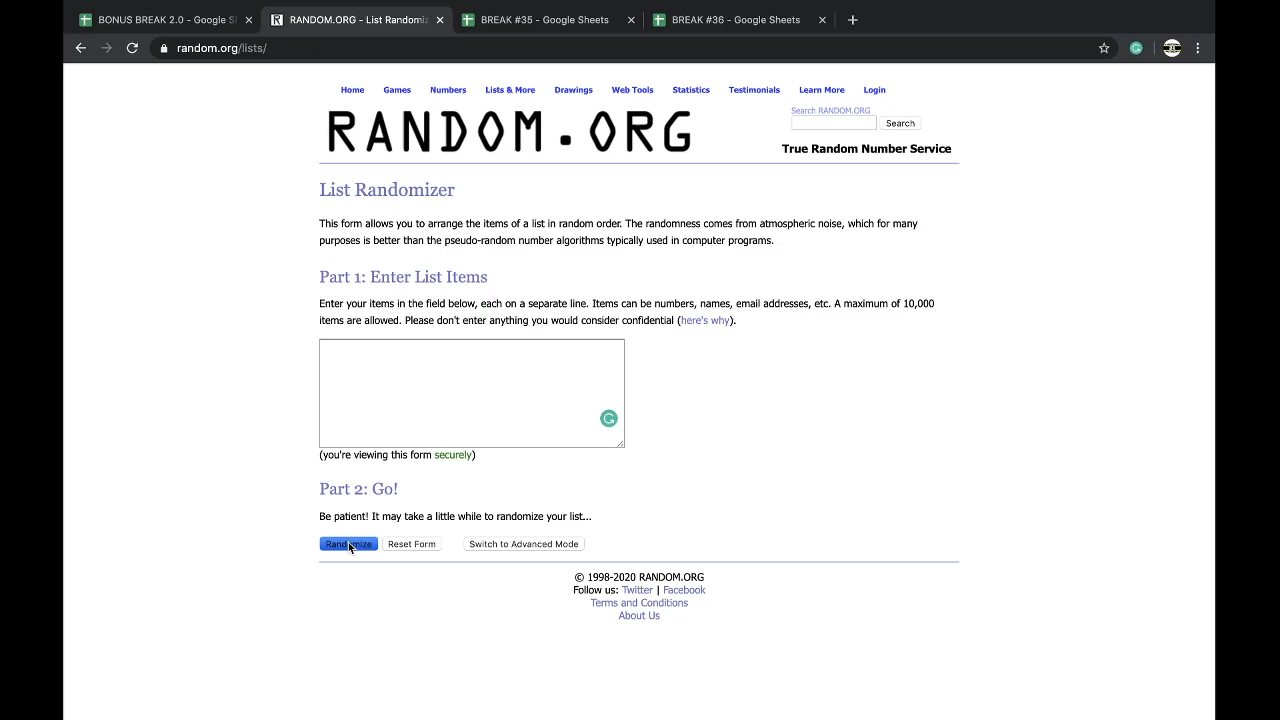 BONUS BREAK 2.0 - Google Sh
RANDOM.ORG - List Randomiz
BREAK #35 - Google Sheets
BREAK #36 - Google Sheets
random.org/lists/
Home Games Numbers Lists & More Drawings Web Tools Statistics Testimonials Learn More Login
RANDOM.ORG
Search RANDOM.ORG
Search
True Random Number Service
List Randomizer
This form allows you to arrange the items of a list in random order. The randomness comes from atmospheric noise, which for many
purposes is better than the pseudo-random number algorithms typically used in computer programs.
Part 1: Enter List Items
Enter your items in the field below, each on a separate line. Items can be numbers, names, email addresses, etc. A maximum of 10,000
items are allowed. Please don't enter anything you would consider confidential (here's why).
(you're viewing this form securely)
Part 2: Go!
Be patient! It may take a little while to randomize your list...
Randomize Reset Form Switch to Advanced Mode
© 1998-2020 RANDOM.ORG
Follow us: Twitter | Facebook
Terms and Conditions
About Us